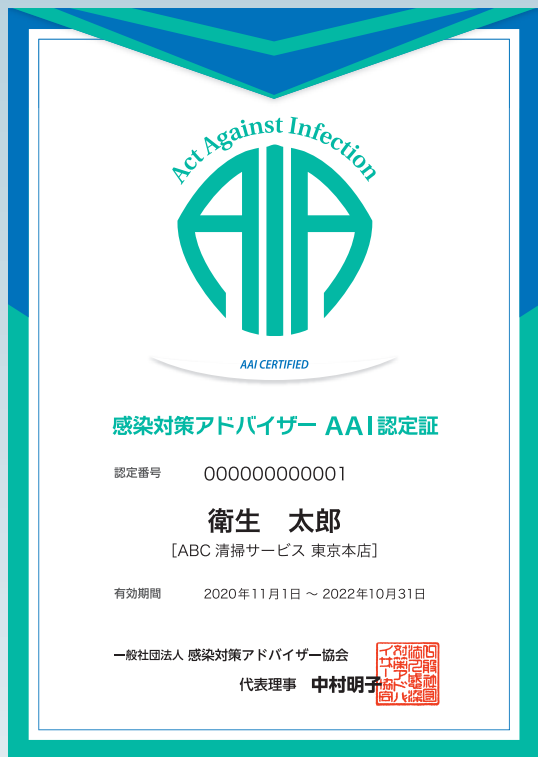 Act Against Infection
AIA
AAI CERTIFIED
感染対策アドバイザー AAI認定証
認定番号 000000000001
衛生 太郎
[ABC 清掃サービス 東京本店]
有効期間 2020年11月1日 ～ 2022年10月31日
一般社団法人 感染対策アドバイザー協会
代表理事 中村明子